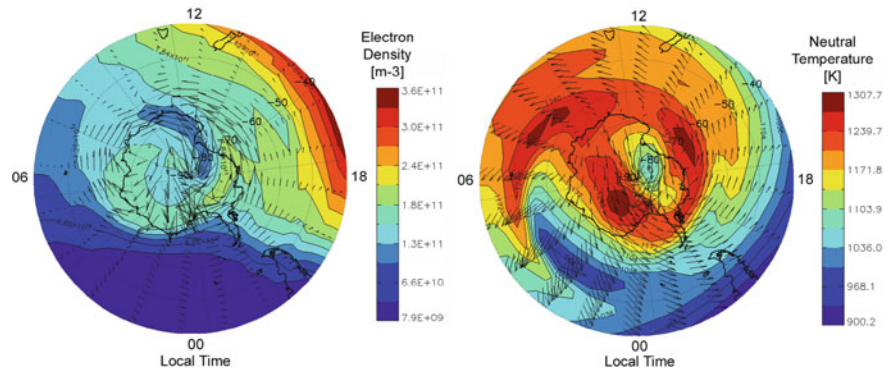 12
Electron
Density
[m-3]
3.6E+11
3.0E+11
2.4E+11
1.8E+11
1.3E+11
6.6E+10
7.9E+09
-40
-50
-60
-70
-80
-90
06
18
00
Local Time
12
Neutral
Temperature
[K]
1307.7
1239.7
1171.8
1103.9
1036.0
968.1
900.2
-40
-50
-60
-70
-80
-90
06
18
00
Local Time